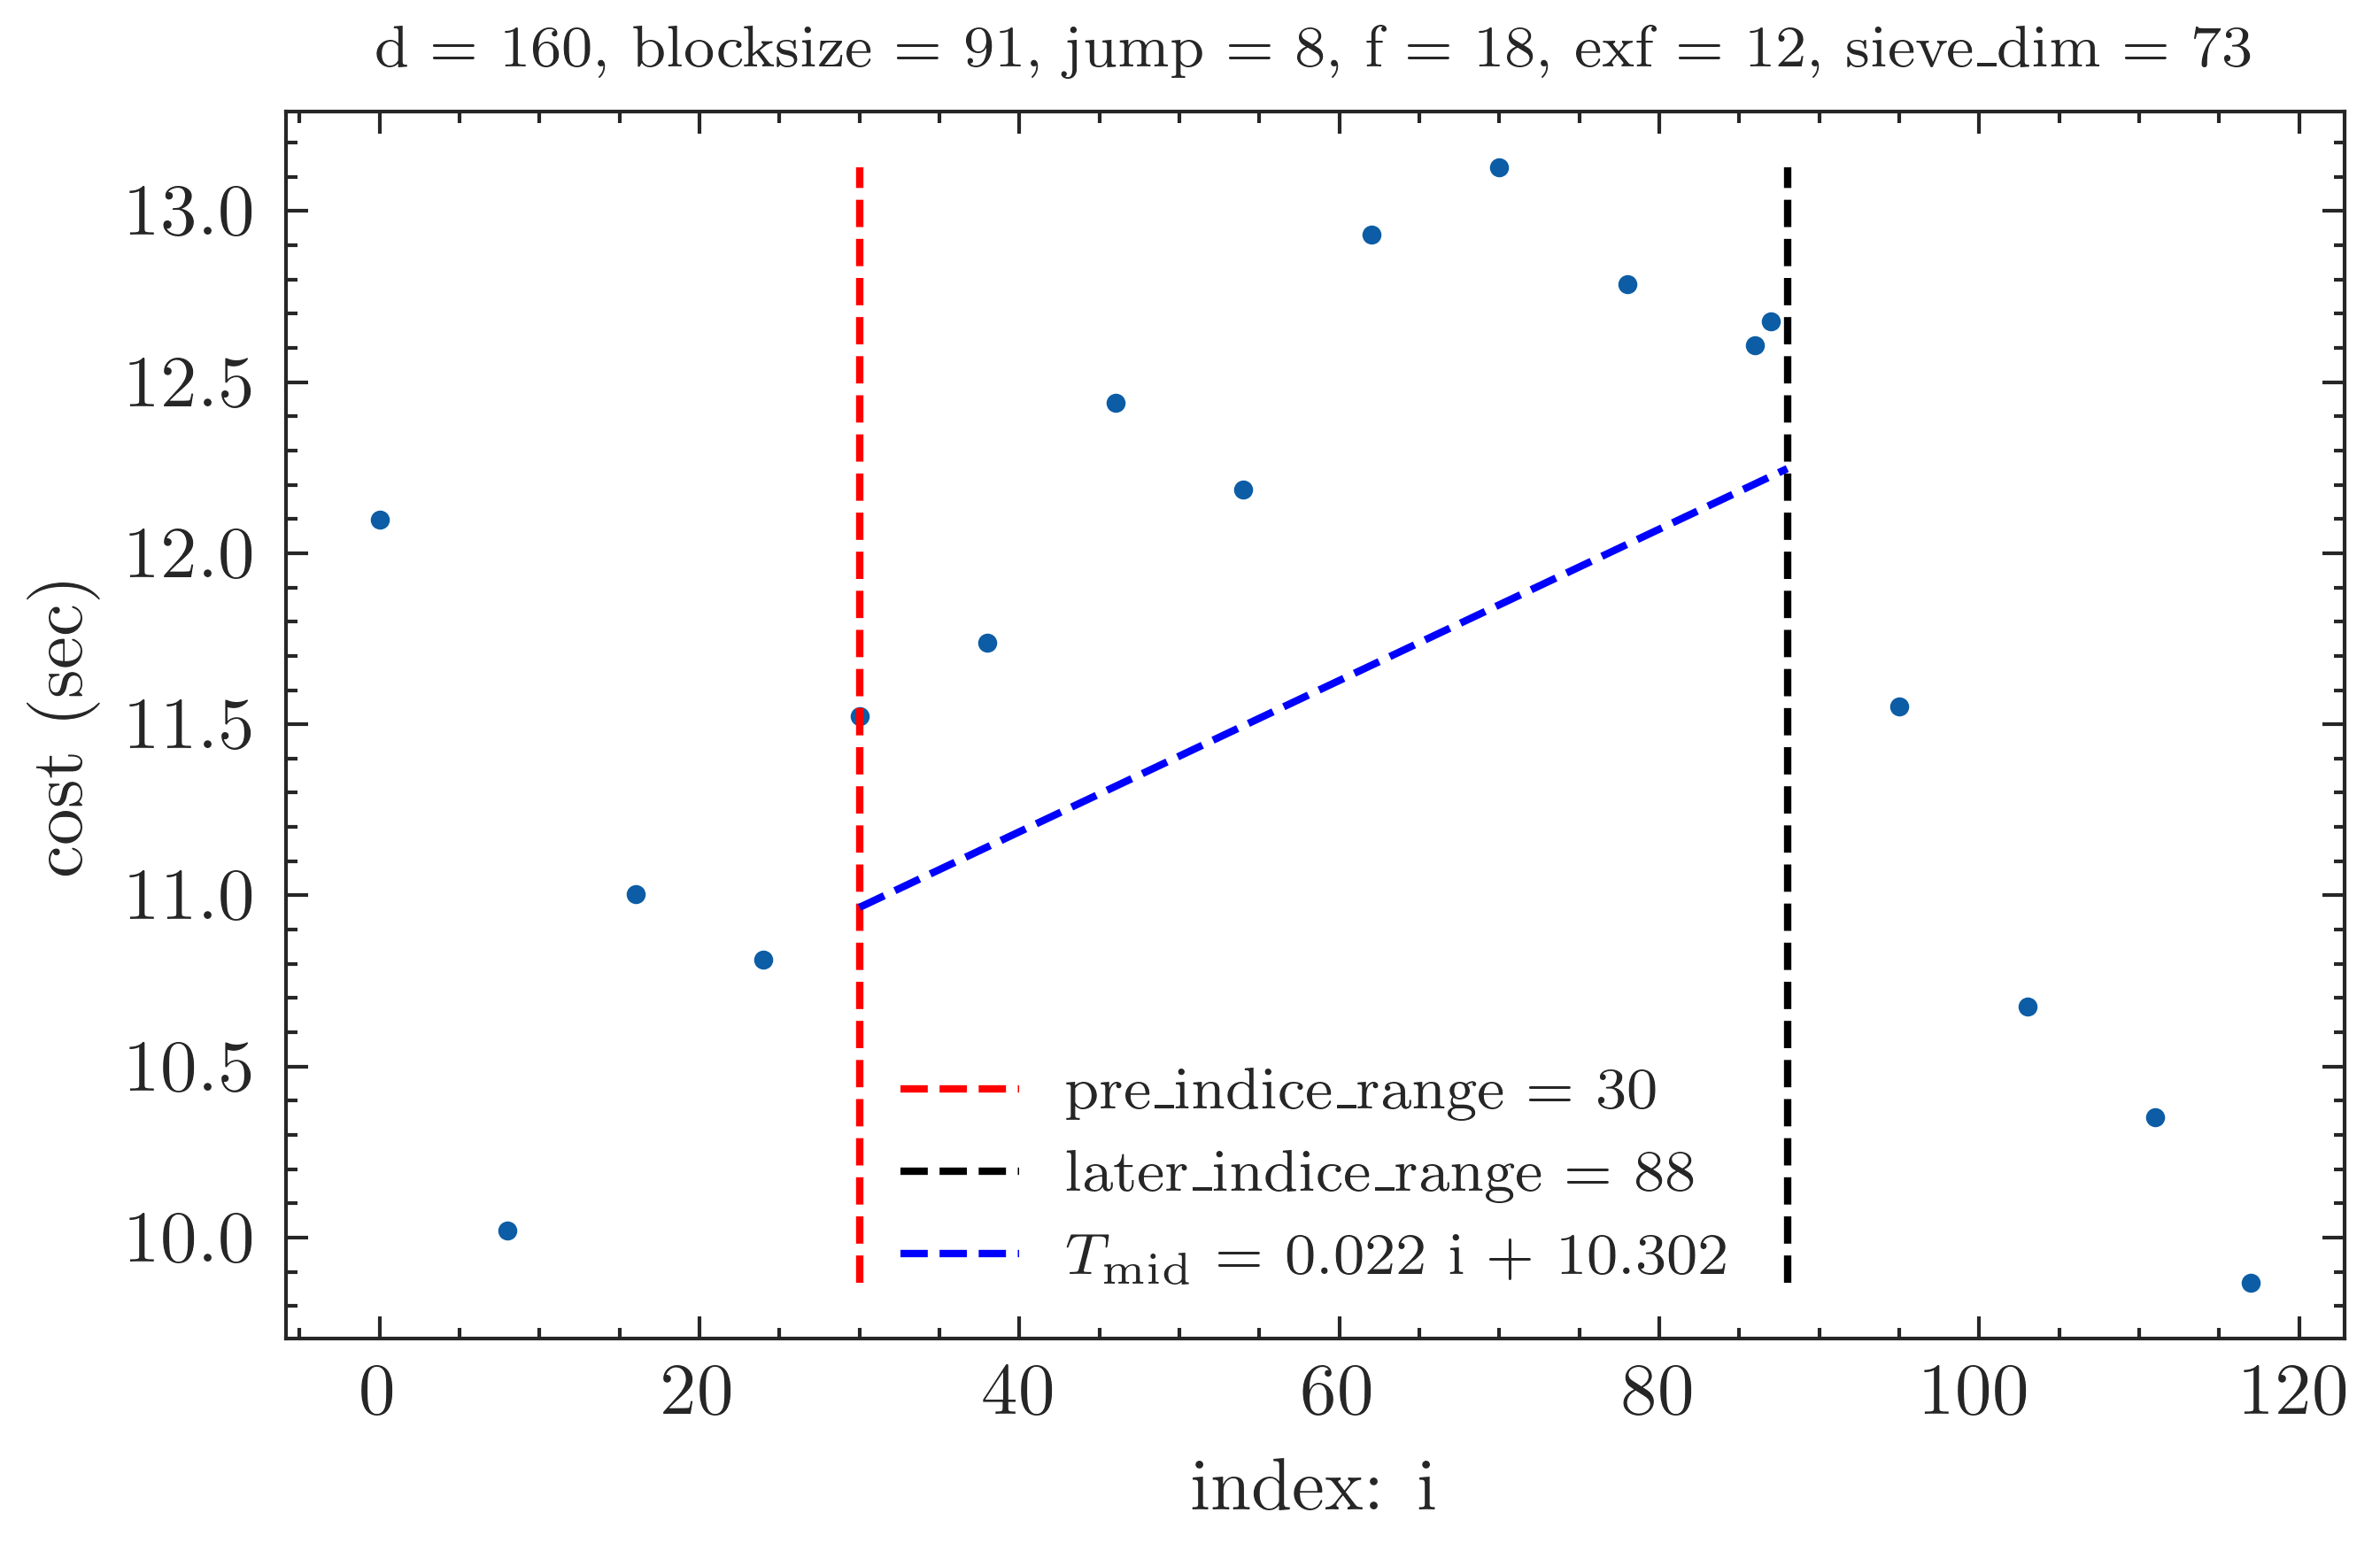 d = 160, blocksize = 91, jump = 8, f = 18, exf = 12, sieve_dim = 73
cost (sec)
13.0
12.5
12.0
11.5
11.0
10.5
10.0
pre_indice_range = 30
later_indice_range = 88
T_mid = 0.022 i + 10.302
0 20 40 60 80 100 120
index: i